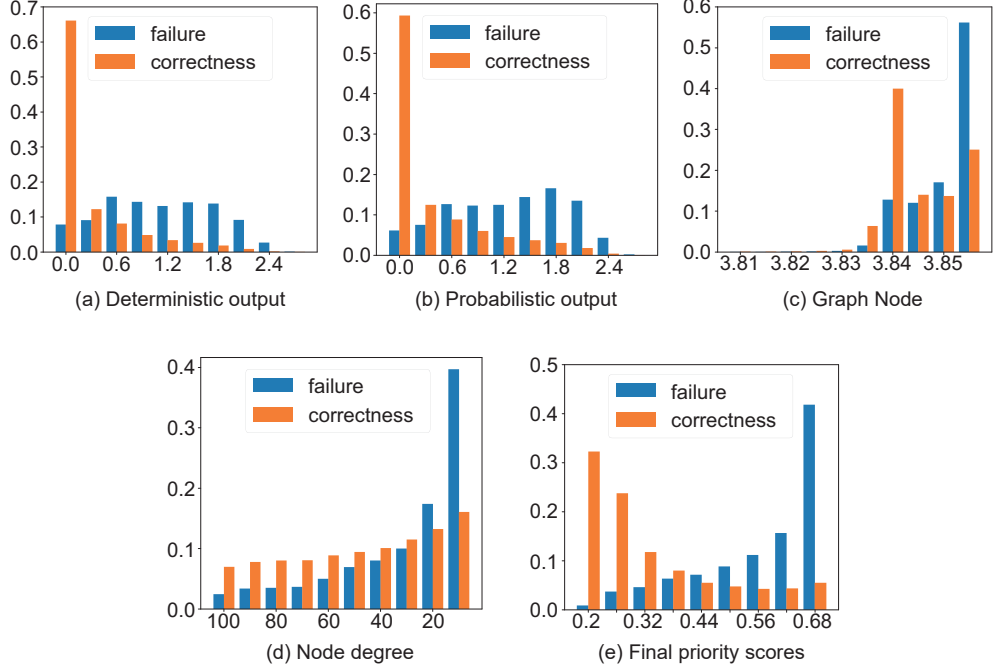 0.7
0.6
0.5
0.4
0.3
0.2
0.1
0.0
failure
correctness
0.0 0.6 1.2 1.8 2.4
(a) Deterministic output
0.6
0.5
0.4
0.3
0.2
0.1
0.0
failure
correctness
0.0 0.6 1.2 1.8 2.4
(b) Probabilistic output
0.6
0.5
0.4
0.3
0.2
0.1
0.0
failure
correctness
3.81 3.82 3.83 3.84 3.85
(c) Graph Node
0.4
0.3
0.2
0.1
0.0
failure
correctness
100 80 60 40 20
(d) Node degree
0.5
0.4
0.3
0.2
0.1
0.0
failure
correctness
0.2 0.32 0.44 0.56 0.68
(e) Final priority scores